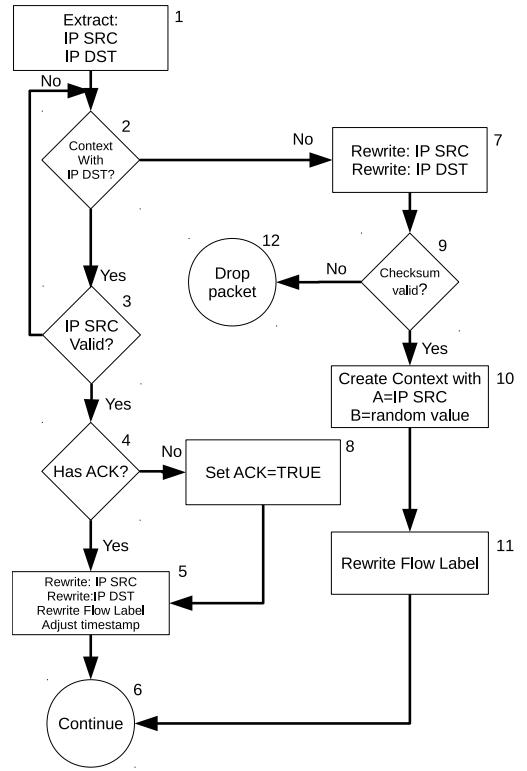 1
Extract:
IP SRC
IP DST
No
2
Context
With
IP DST?
No
7
Rewrite: IP SRC
Rewrite: IP DST
Yes
3
IP SRC
Valid?
12
Drop
packet
No
9
Checksum
valid?
Yes
Yes
10
Create Context with
A=IP SRC
B=random value
4
Has ACK?
No
8
Set ACK=TRUE
Yes
11
Rewrite Flow Label
5
Rewrite: IP SRC
Rewrite:IP DST
Rewrite Flow Label
Adjust timestamp
6
Continue